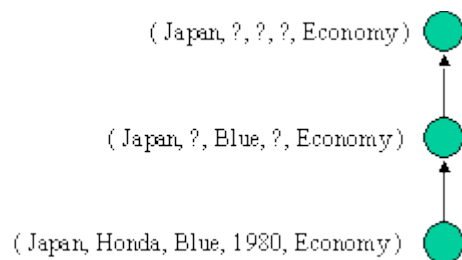 ( Japan, ?, ?, ?, Economy )
( Japan, ?, Blue, ?, Economy )
( Japan, Honda, Blue, 1980, Economy )